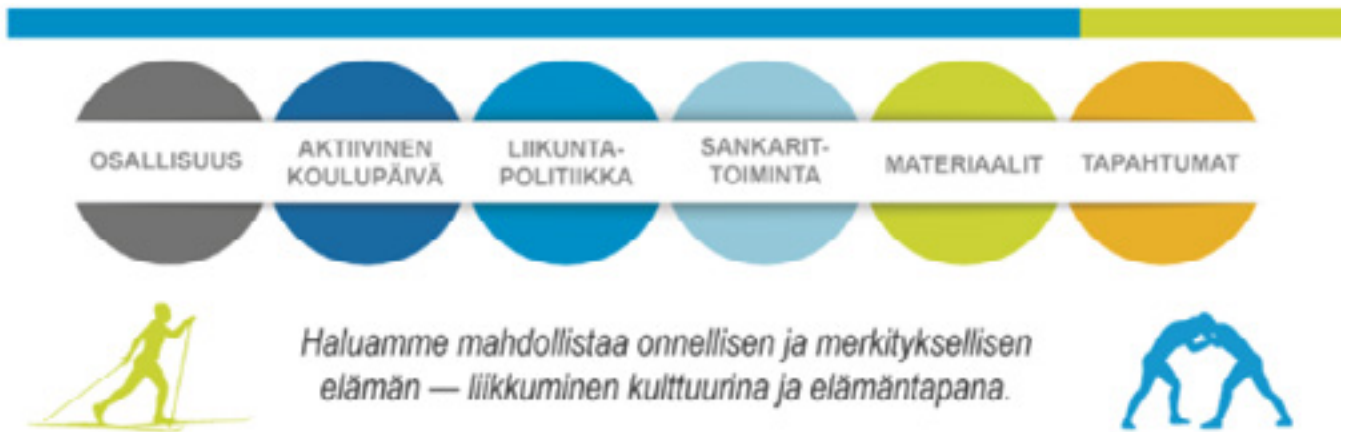 OSALLISUUS
AKTIIVINEN
KOULUPÄIVÄ
LIIKUNTA-
POLITIIKKA
SANKARIT-
TOIMINTA
MATERIAALIT
TAPAHTUMAT
Haluamme mahdollistaa onnellisen ja merkityksellisen
elämän — liikkuminen kulttuurina ja elämäntapana.